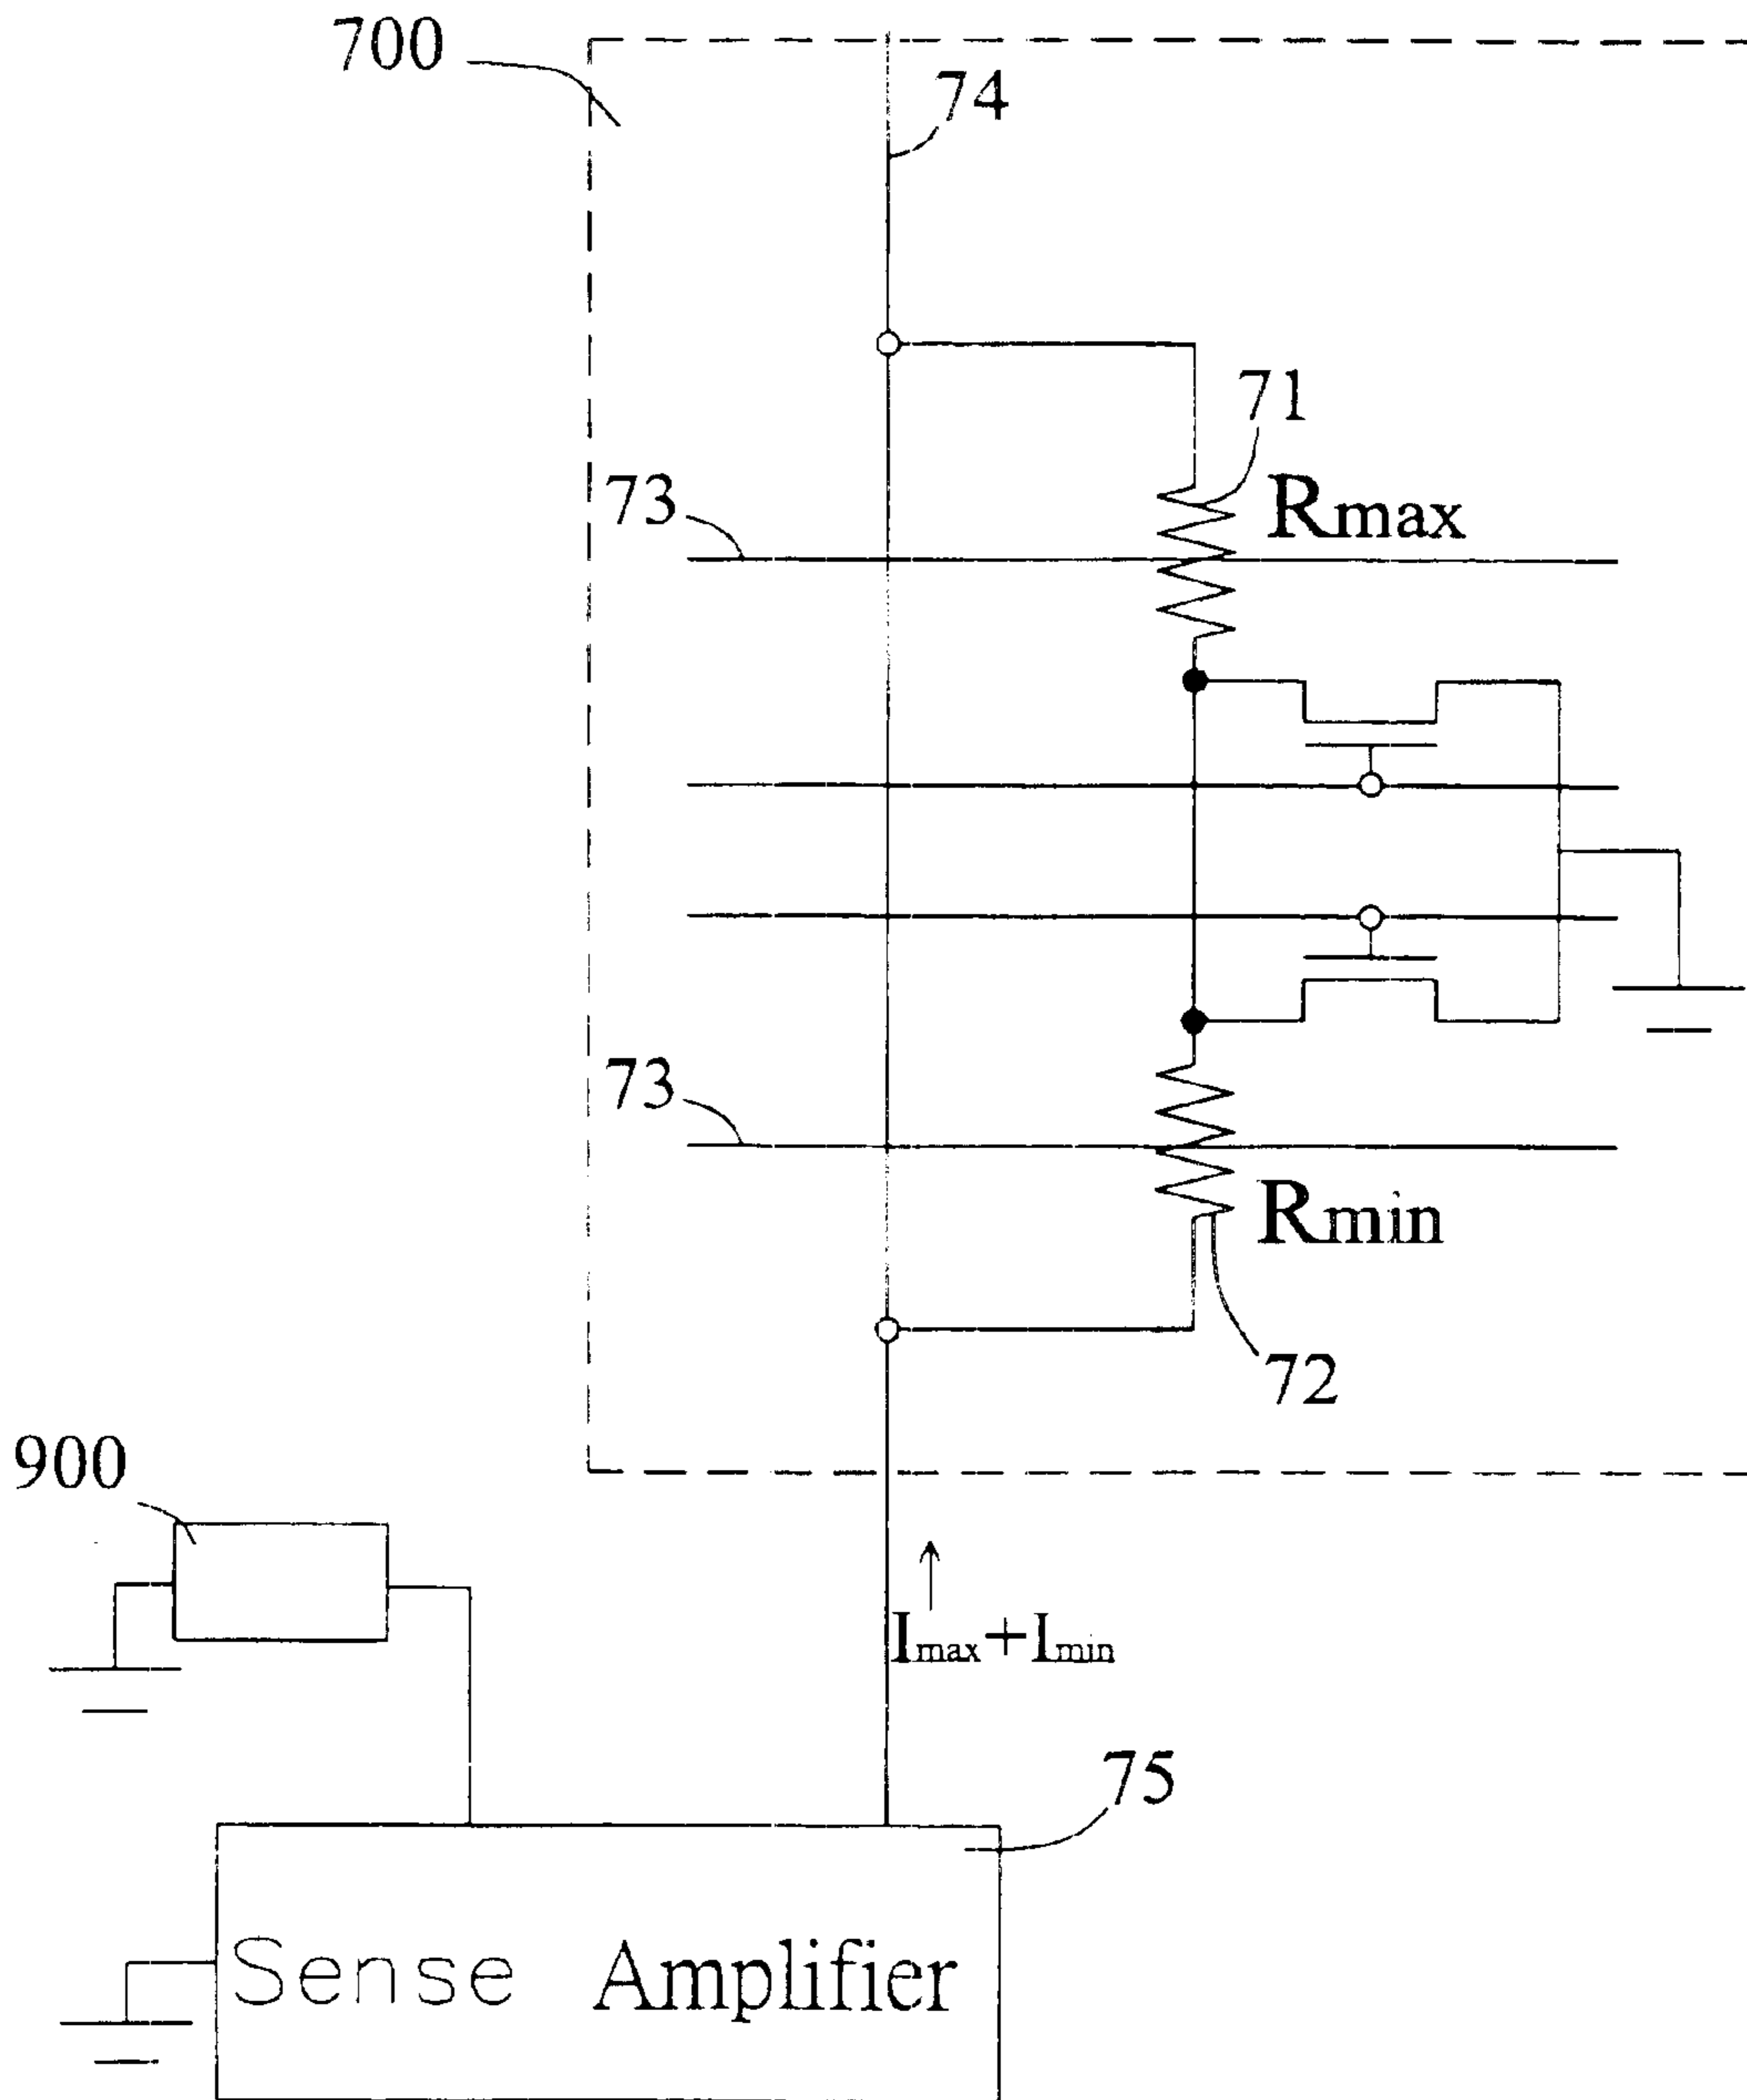 700
74
71
73
Rmax
73
Rmin
72
900
Imax+Imin
75
Sense Amplifier